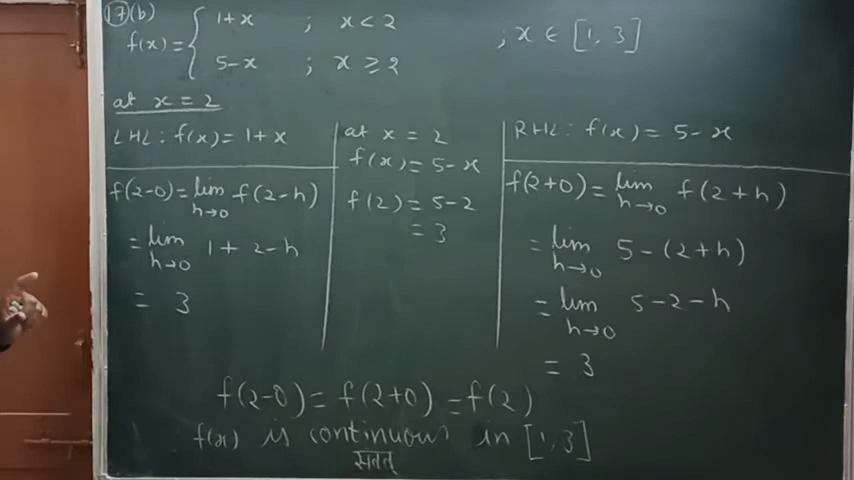 17(b)
f(x) = { 1+x ; x < 2
5-x ; x ≥ 2
; x ∈ [1, 3]
at x = 2
LHL: f(x) = 1+x
f(2-0) = lim h→0 f(2-h)
= lim h→0 1+2-h
= 3
at x = 2
f(x) = 5-x
f(2) = 5-2
= 3
RHL: f(x) = 5-x
f(2+0) = lim h→0 f(2+h)
= lim h→0 5-(2+h)
= lim h→0 5-2-h
= 3
f(2-0) = f(2+0) = f(2)
f(x) is continuous in [1,3]
सतत्